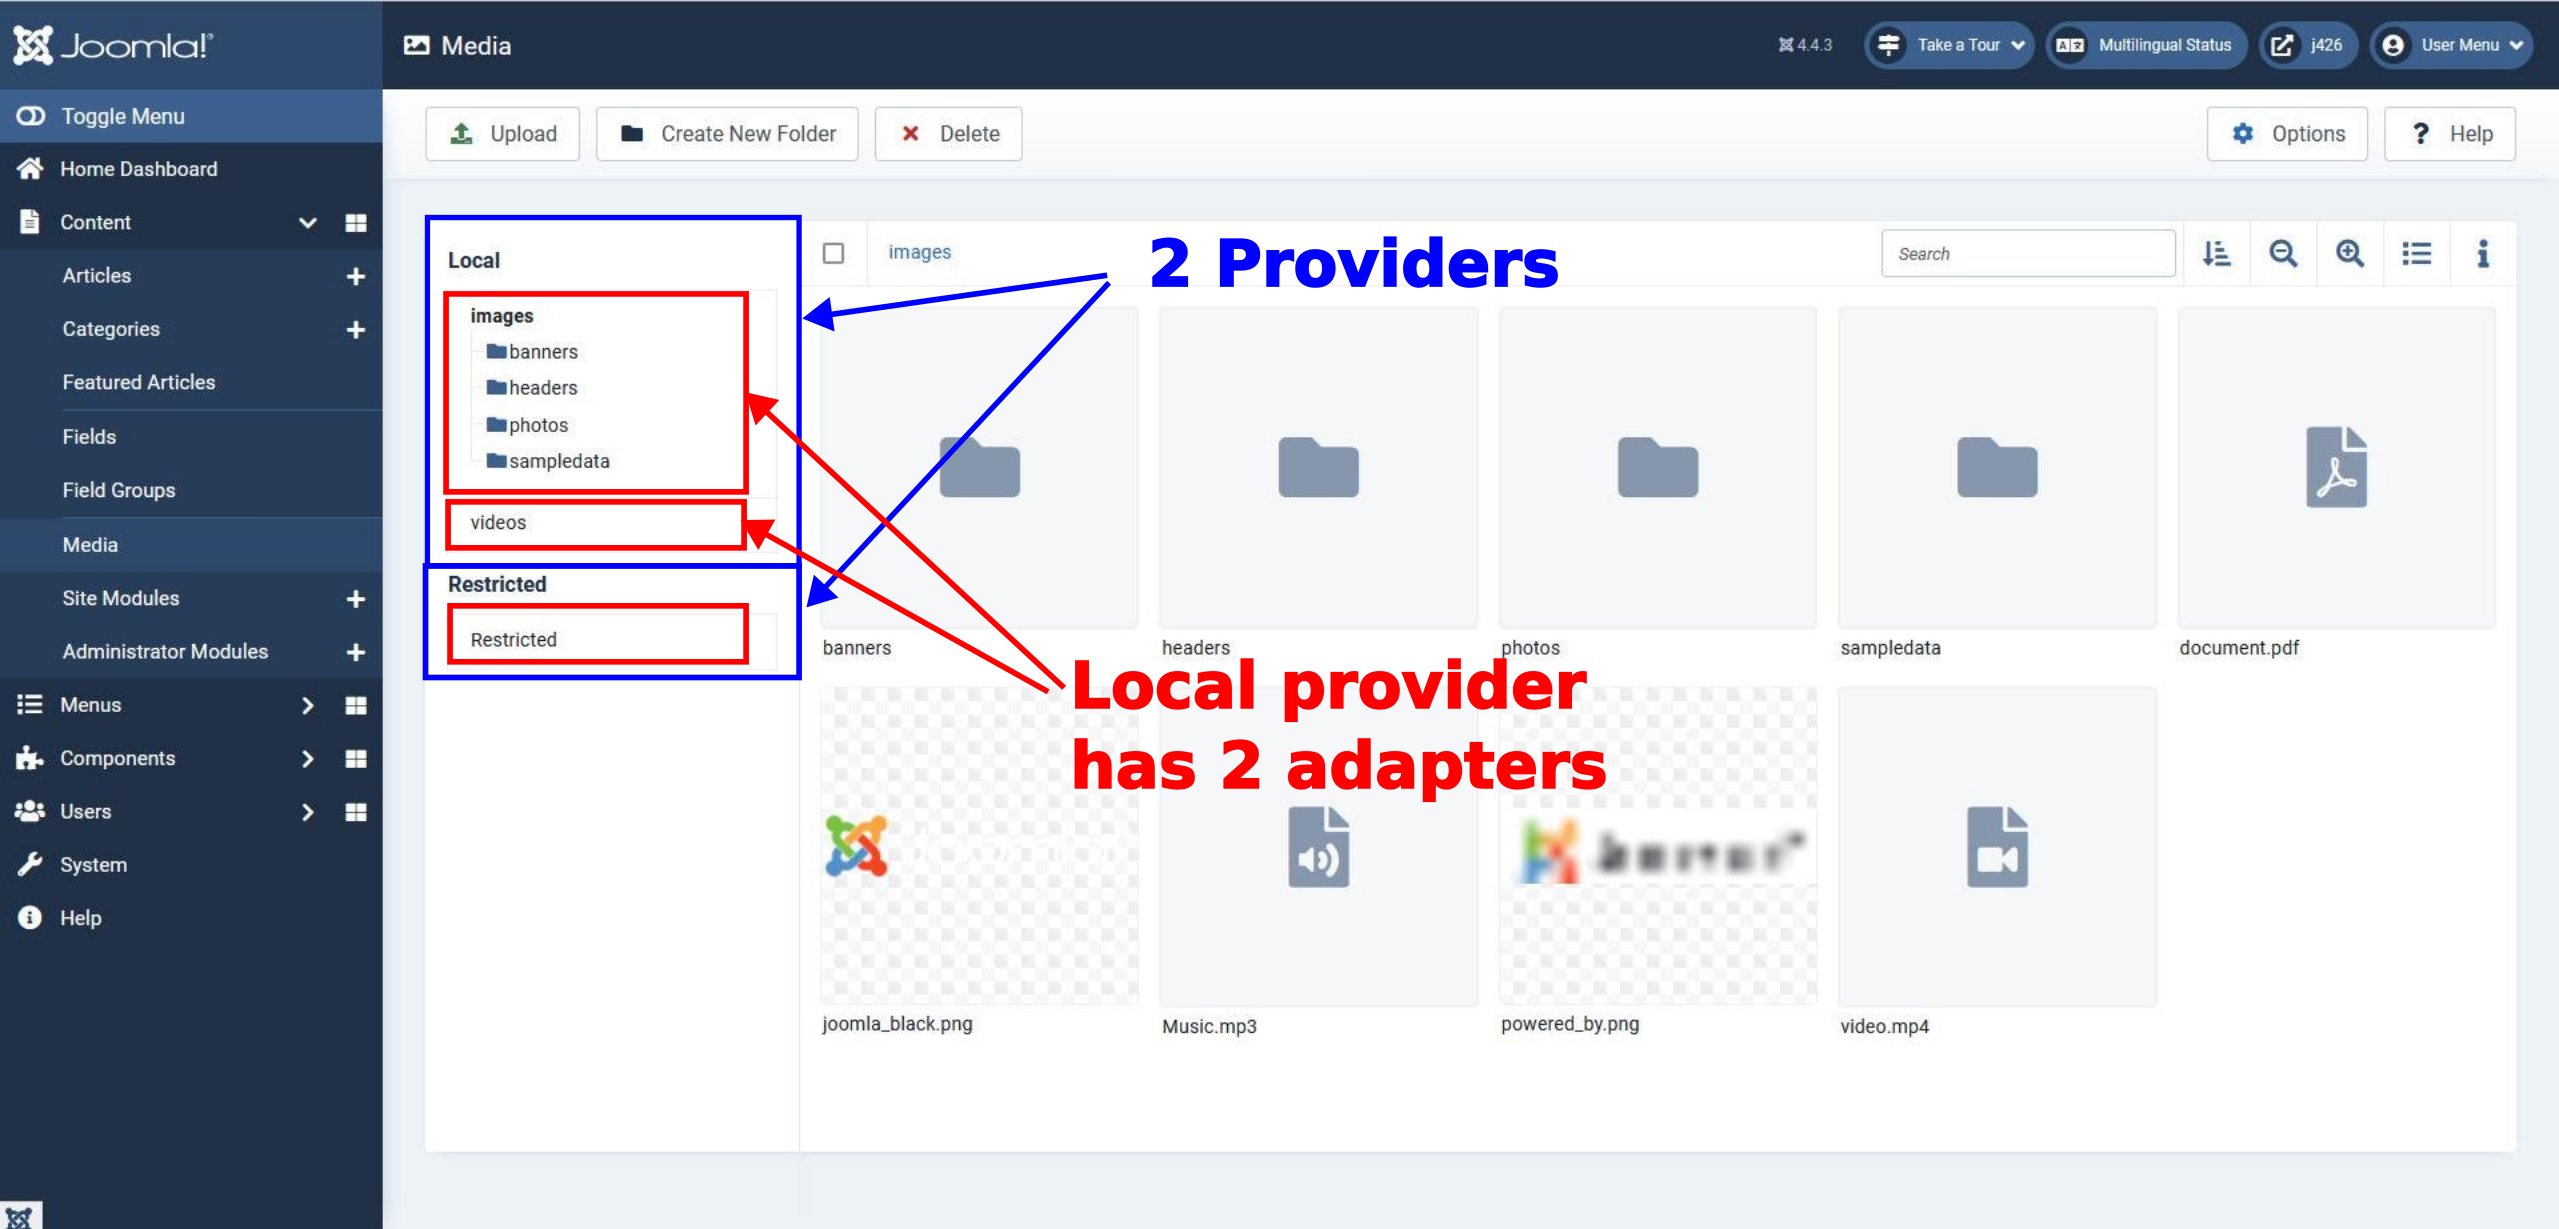 Joomla!
Media
4.4.3
Take a Tour
Multilingual Status
j426
User Menu
Toggle Menu
Home Dashboard
Content
Articles
Categories
Featured Articles
Fields
Field Groups
Media
Site Modules
Administrator Modules
Menus
Components
Users
System
Help
Upload
Create New Folder
Delete
Options
? Help
Local
images
banners
headers
photos
sampledata
videos
Restricted
Restricted
images
Search
2 Providers
banners
headers
photos
sampledata
document.pdf
Local provider
has 2 adapters
joomla_black.png
Music.mp3
powered_by.png
video.mp4